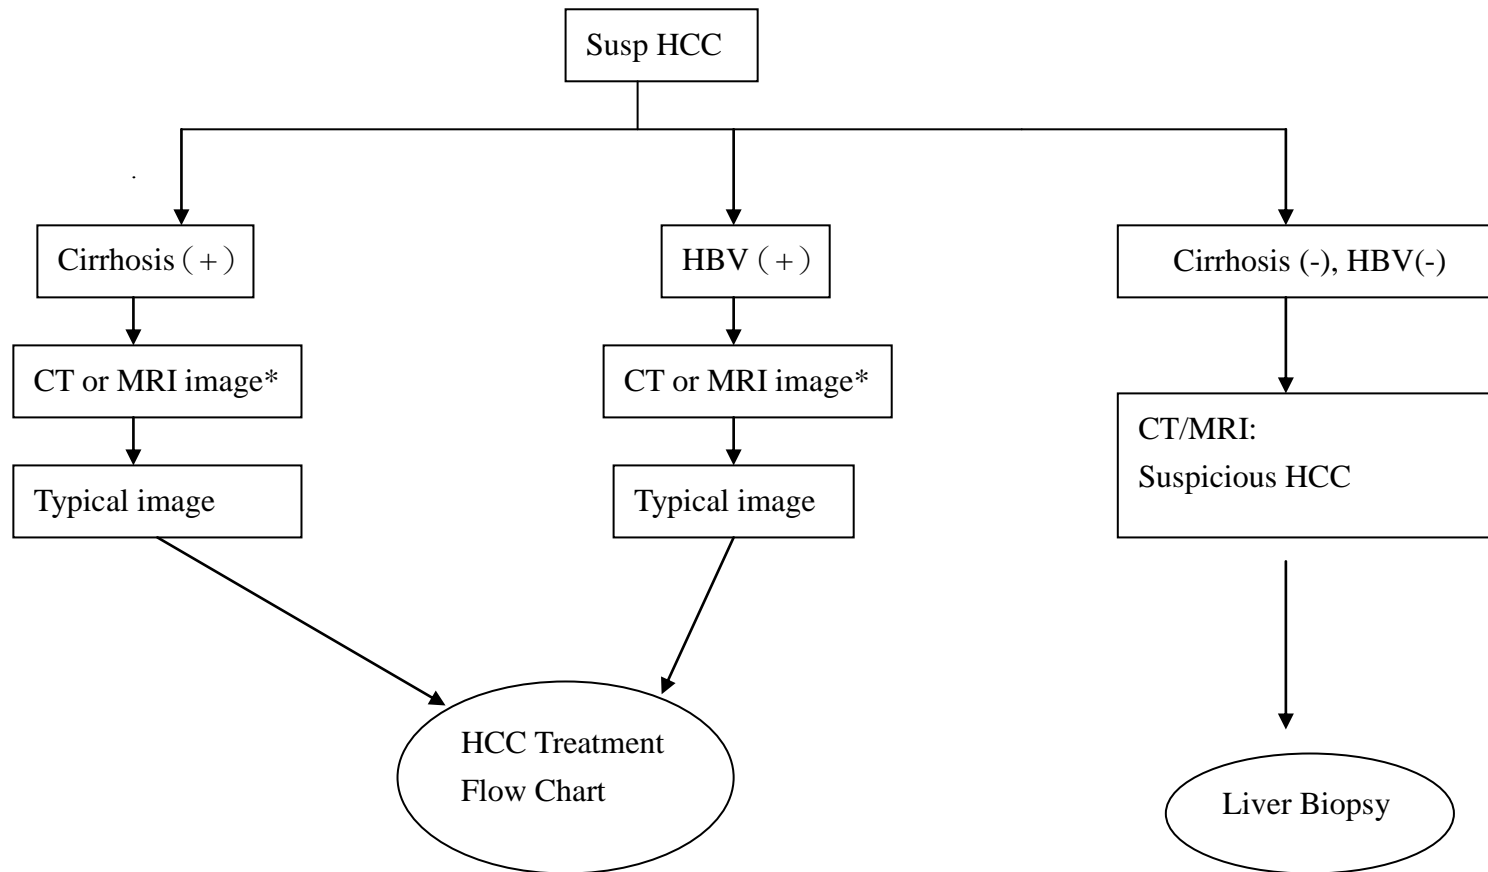 Susp HCC
Cirrhosis（+）
HBV（+）
Cirrhosis (-), HBV(-)
CT or MRI image*
CT or MRI image*
CT/MRI:
Suspicious HCC
Typical image
Typical image
HCC Treatment
Flow Chart
Liver Biopsy